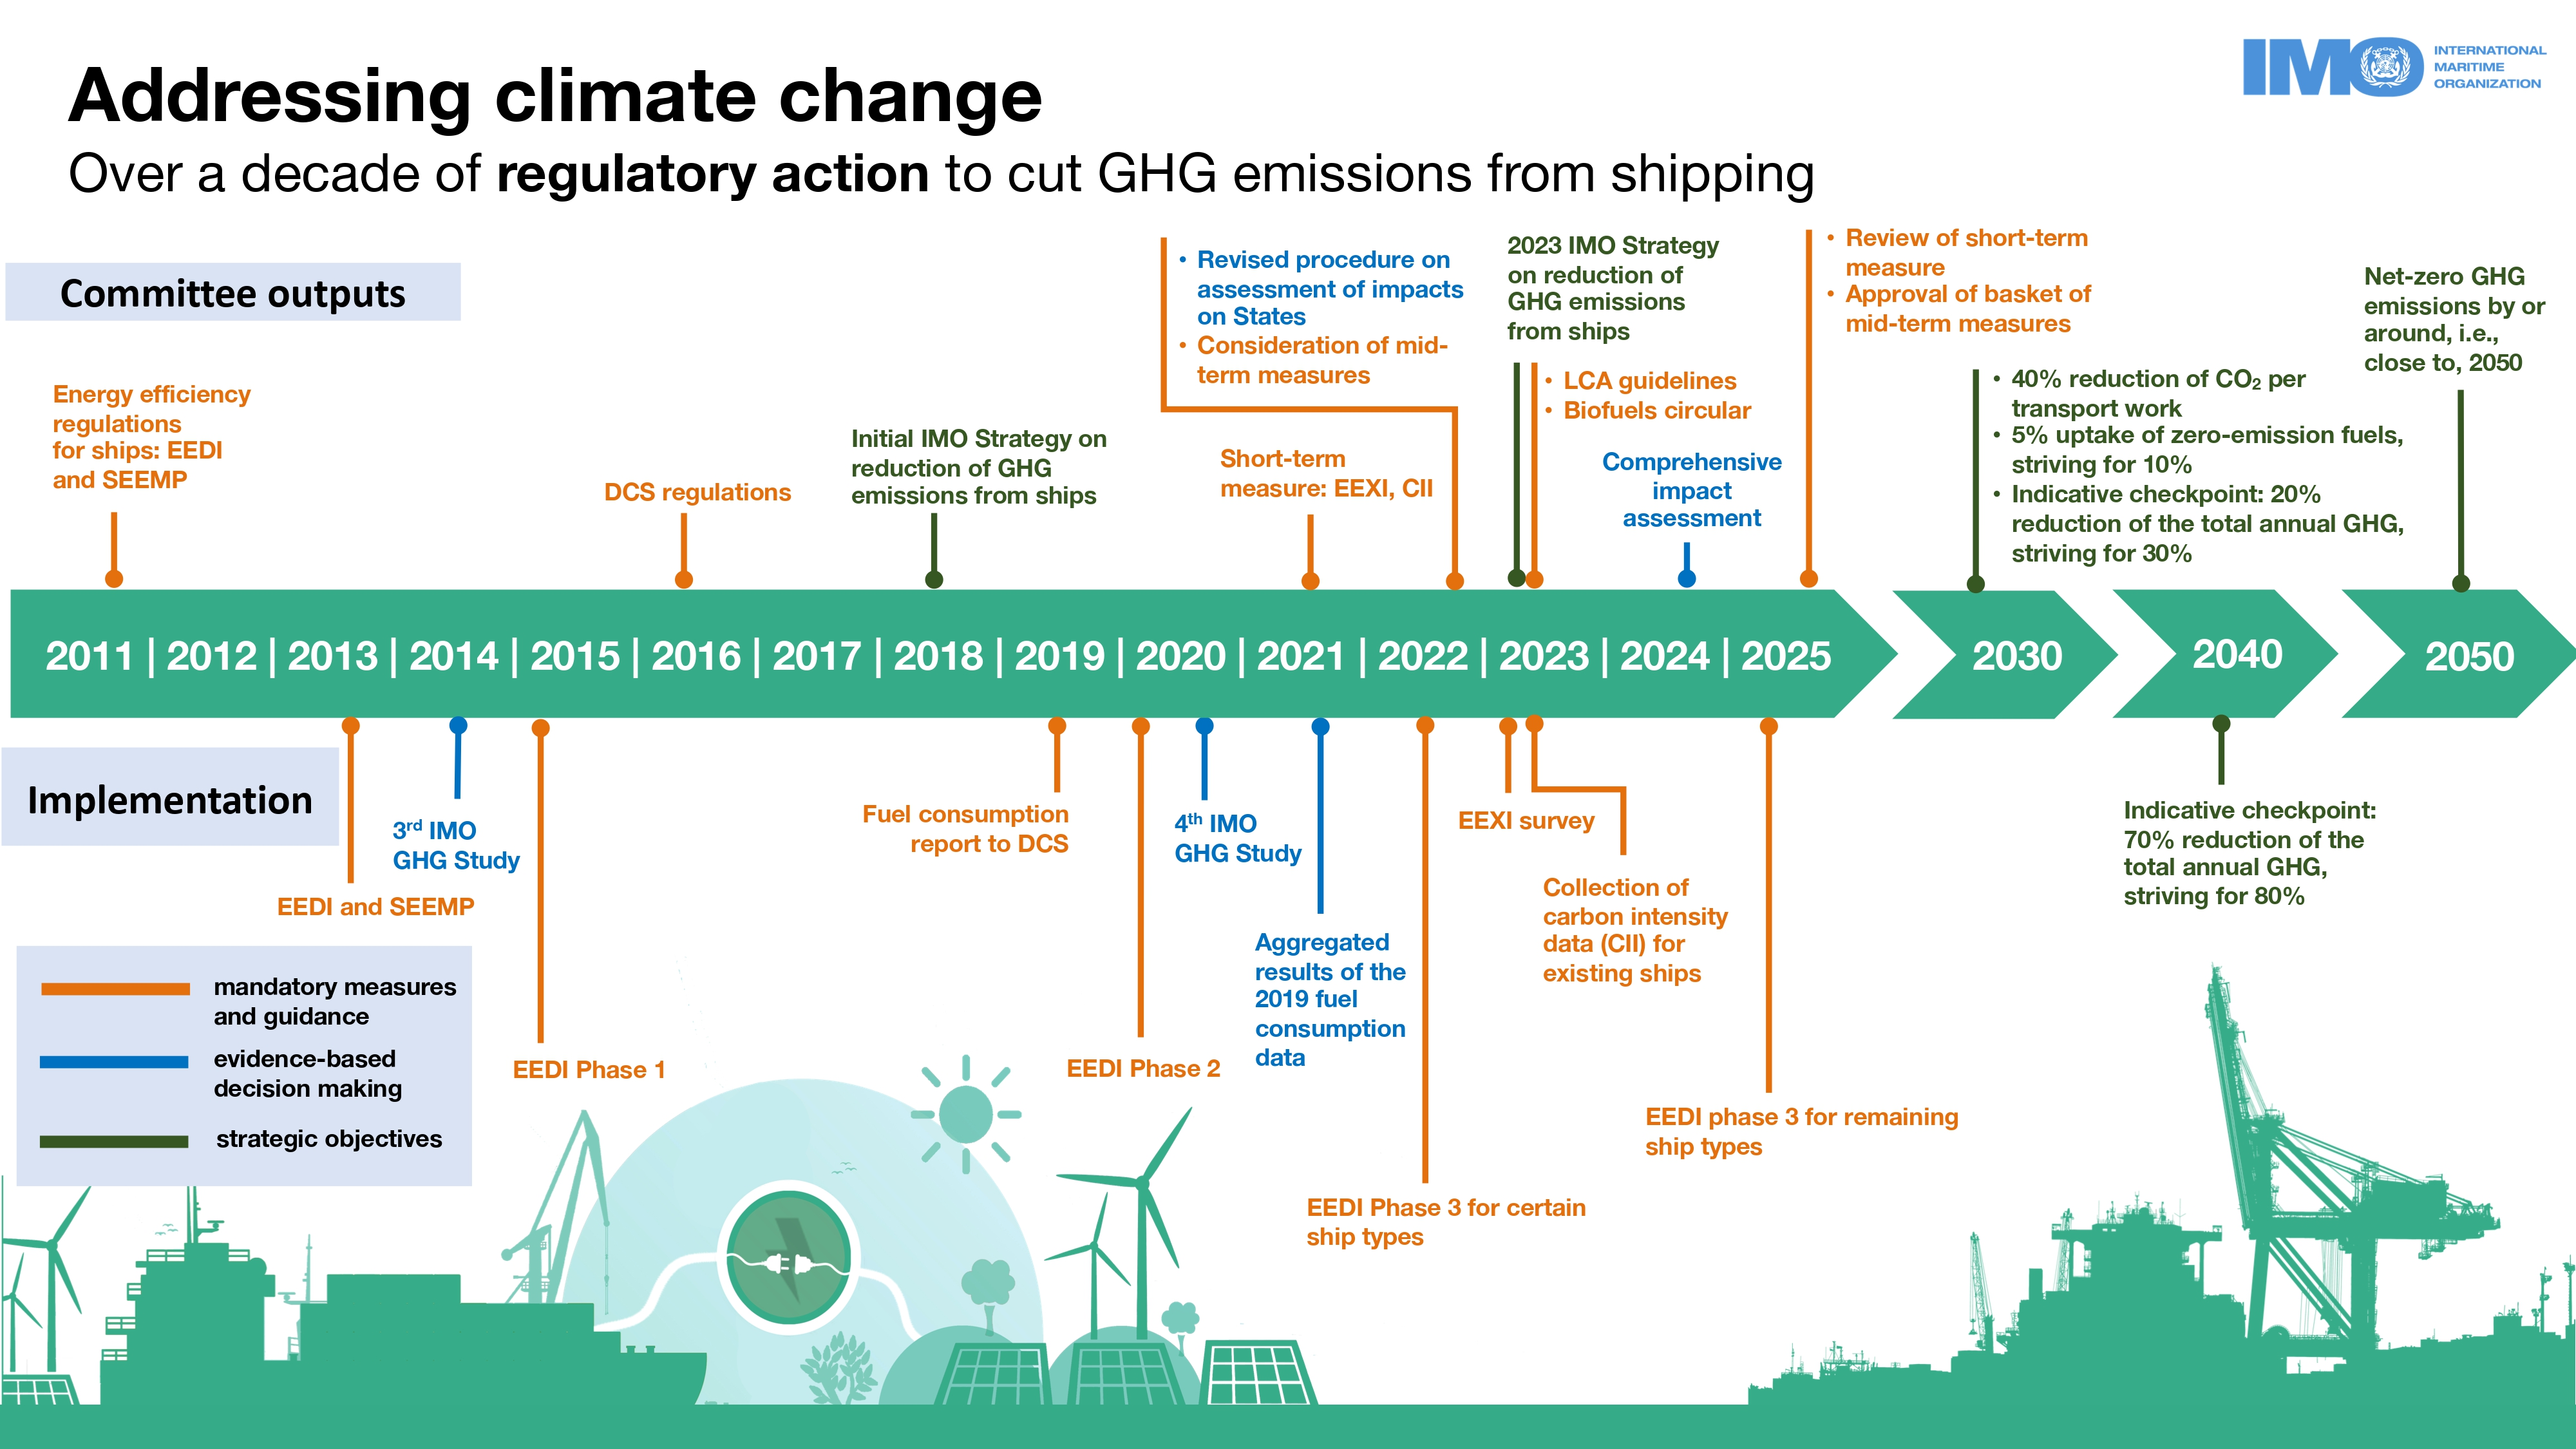 Addressing climate change
Over a decade of regulatory action to cut GHG emissions from shipping
IMO
INTERNATIONAL
MARITIME
ORGANIZATION
Committee outputs
Energy efficiency
regulations
for ships: EEDI
and SEEMP
DCS regulations
Initial IMO Strategy on
reduction of GHG
emissions from ships
• Revised procedure on
assessment of impacts
on States
• Consideration of mid-
term measures
Short-term
measure: EEXI, CII
2023 IMO Strategy
on reduction of
GHG emissions
from ships
• LCA guidelines
• Biofuels circular
Comprehensive
impact
assessment
• Review of short-term
measure
• Approval of basket of
mid-term measures
• 40% reduction of CO₂ per
transport work
• 5% uptake of zero-emission fuels,
striving for 10%
• Indicative checkpoint: 20%
reduction of the total annual GHG,
striving for 30%
Net-zero GHG
emissions by or
around, i.e.,
close to, 2050
2011 | 2012 | 2013 | 2014 | 2015 | 2016 | 2017 | 2018 | 2019 | 2020 | 2021 | 2022 | 2023 | 2024 | 2025
2030
2040
2050
Implementation
EEDI and SEEMP
3rd IMO
GHG Study
EEDI Phase 1
Fuel consumption
report to DCS
EEDI Phase 2
4th IMO
GHG Study
Aggregated
results of the
2019 fuel
consumption
data
EEDI Phase 3 for certain
ship types
EEXI survey
Collection of
carbon intensity
data (CII) for
existing ships
EEDI phase 3 for remaining
ship types
Indicative checkpoint:
70% reduction of the
total annual GHG,
striving for 80%
mandatory measures
and guidance
evidence-based
decision making
strategic objectives